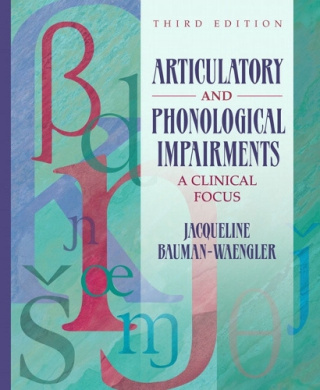 THIRD EDITION
ARTICULATORY
AND
PHONOLOGICAL
IMPAIRMENTS
A CLINICAL
FOCUS
JACQUELINE
BAUMAN-WAENGLER
β
d
ɲ
œ
ɱ
Š
θ
ǰ